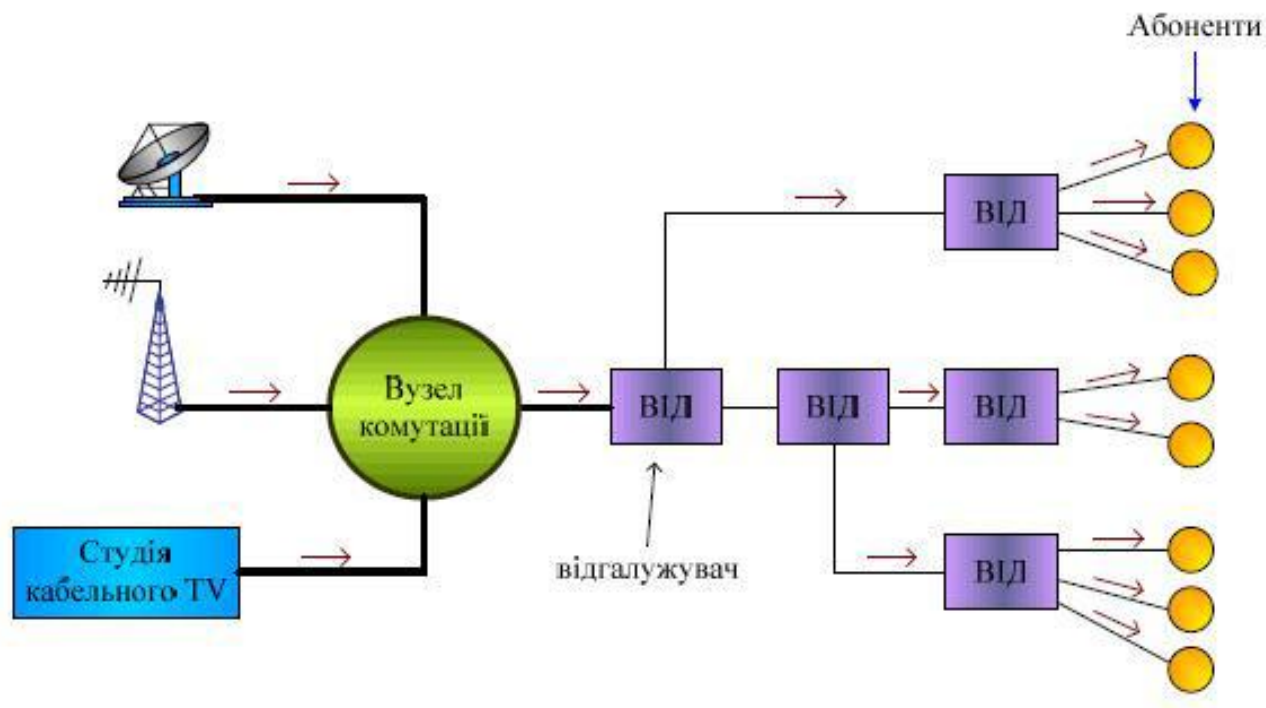 Абоненти
ВІД
Вузел
комутації
ВІД
ВІД
ВІД
Студія
кабельного TV
відгалужувач
ВІД